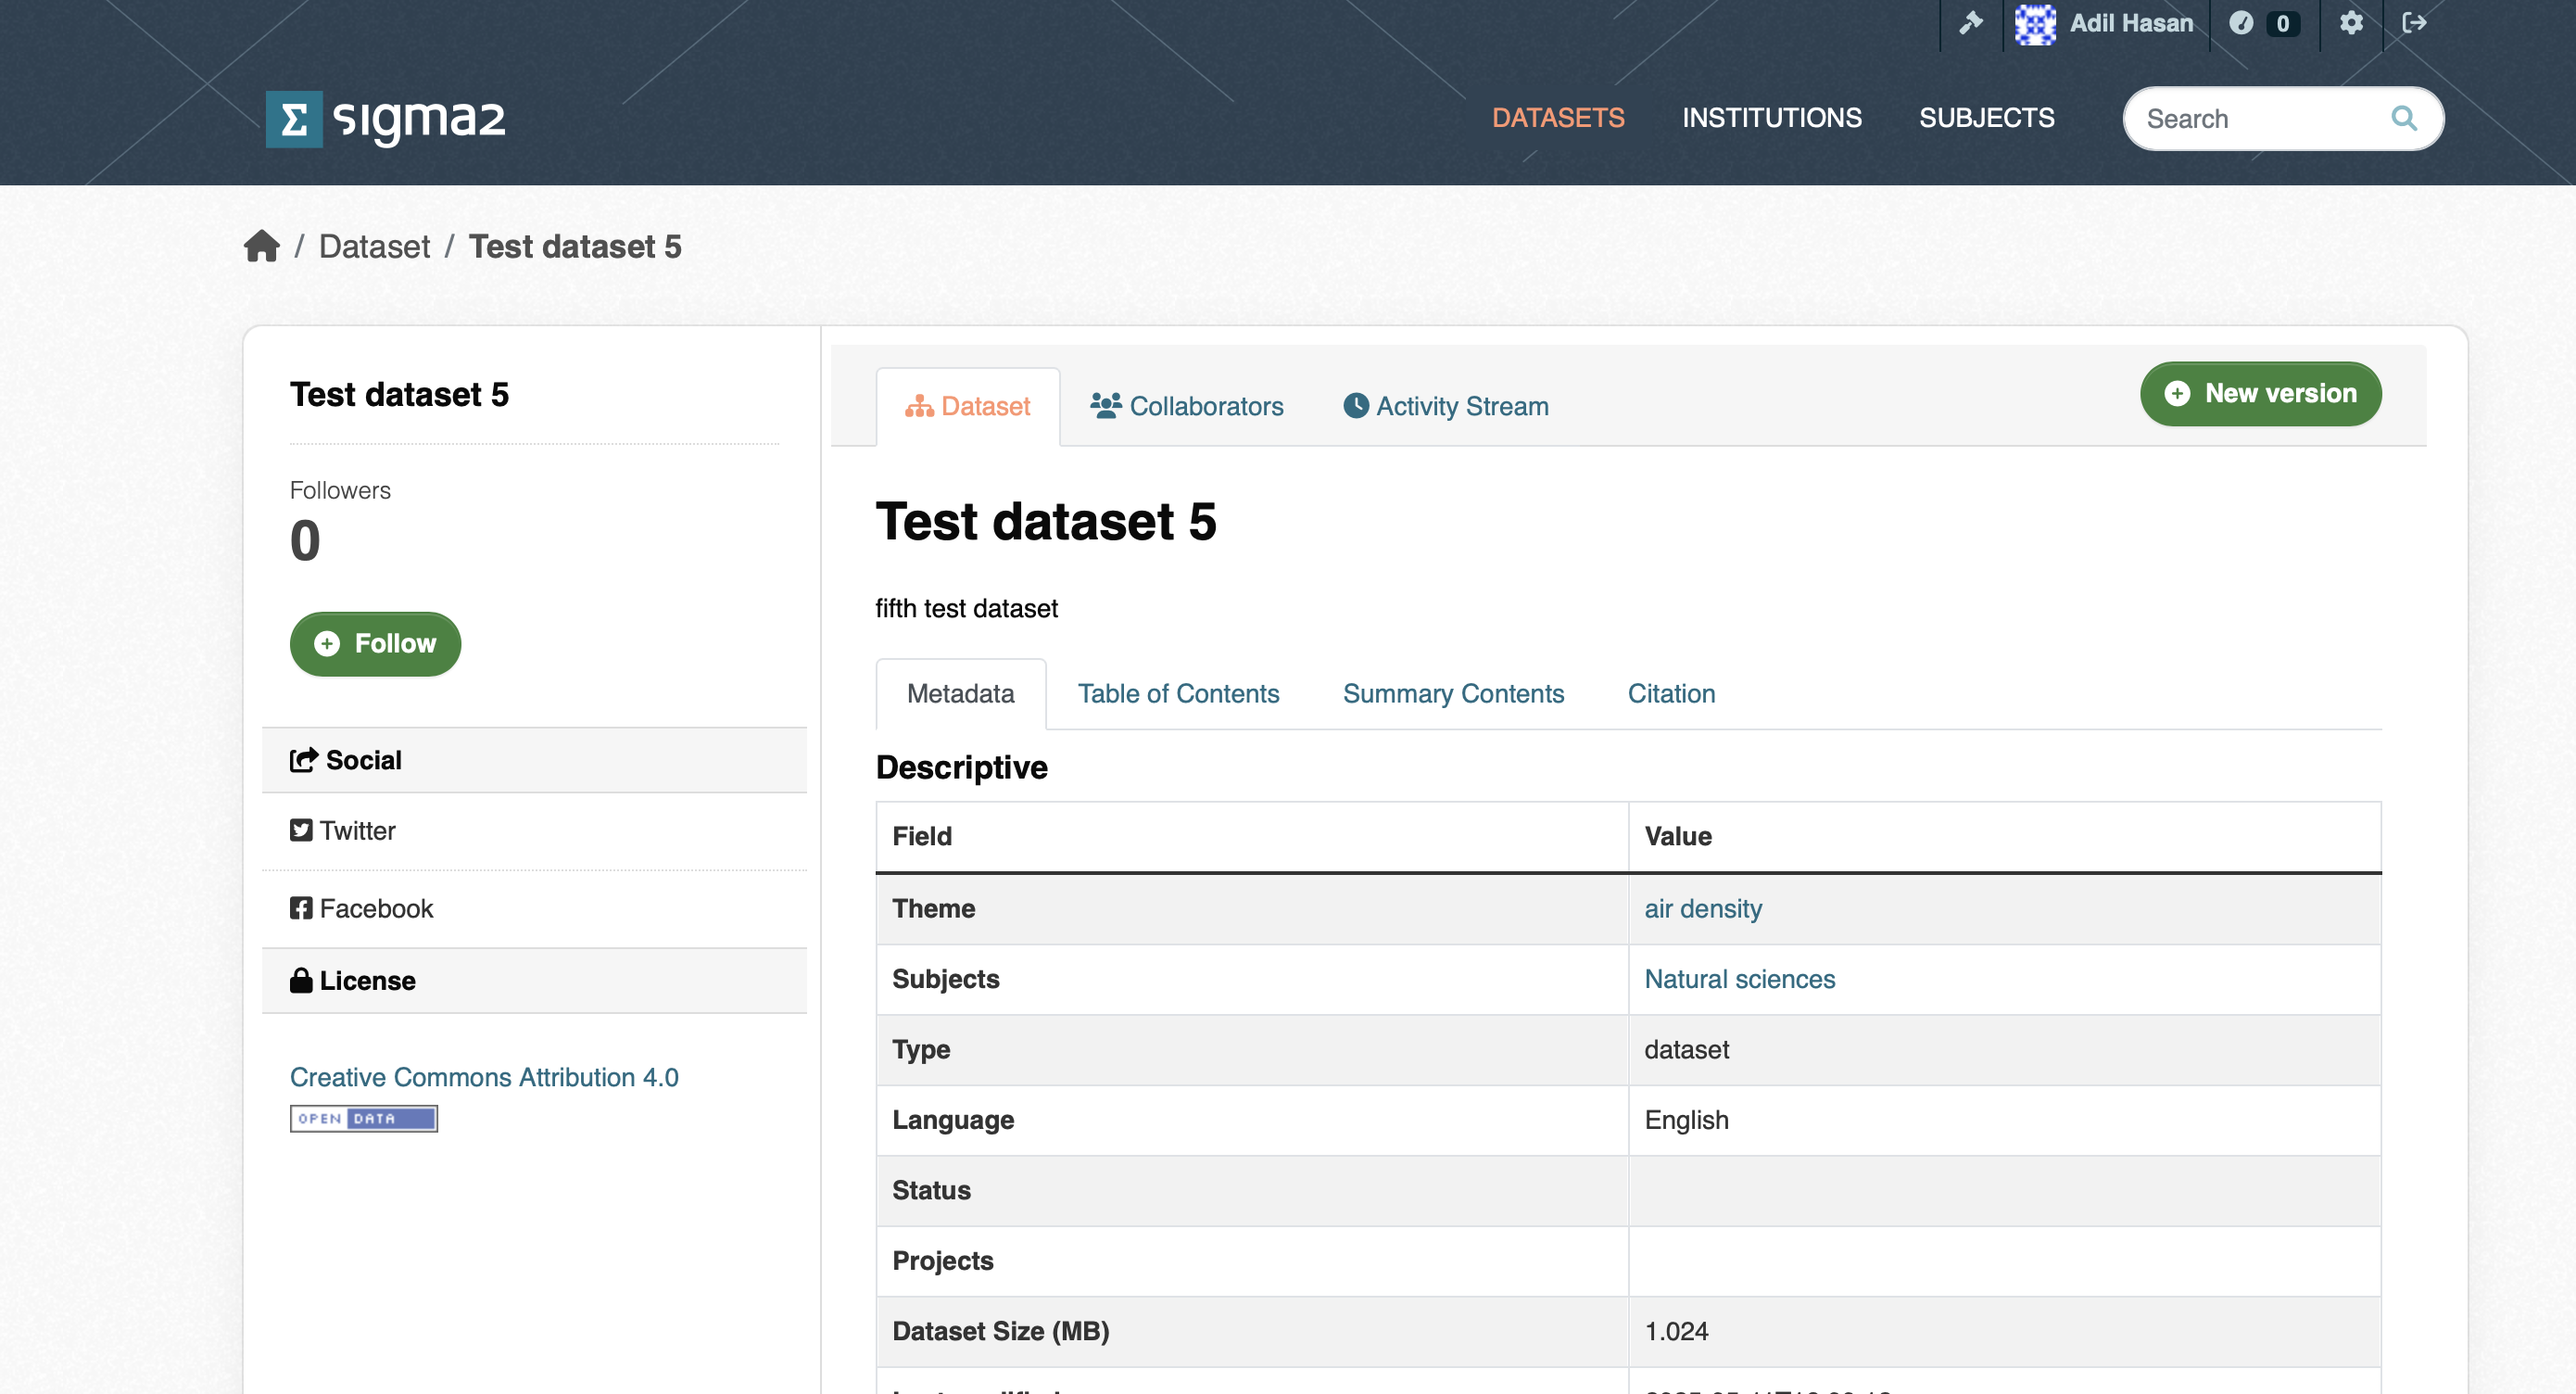 Adil Hasan
0
Σ sigma2
DATASETS
INSTITUTIONS
SUBJECTS
Search
/ Dataset / Test dataset 5
Test dataset 5
Followers
0
Follow
Social
Twitter
Facebook
License
Creative Commons Attribution 4.0
OPEN DATA
Dataset
Collaborators
Activity Stream
New version
Test dataset 5
fifth test dataset
Metadata
Table of Contents
Summary Contents
Citation
Descriptive
Field Value
Theme air density
Subjects Natural sciences
Type dataset
Language English
Status
Projects
Dataset Size (MB) 1.024